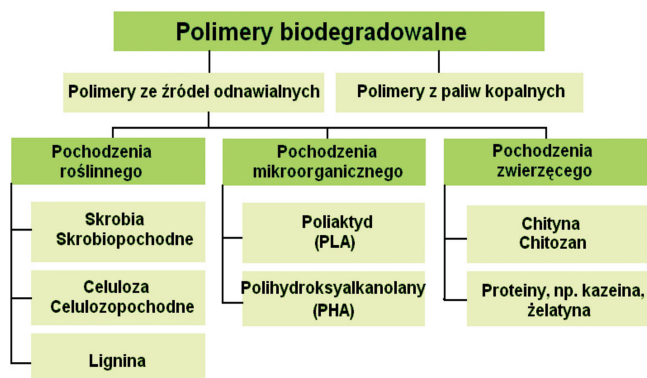 Polimery biodegradowalne
Polimery ze źródeł odnawialnych
Polimery z paliw kopalnych
Pochodzenia
roślinnego
Pochodzenia
mikroorganicznego
Pochodzenia
zwierzęcego
Skrobia
Skrobiopochodne
Poliaktyd
(PLA)
Chityna
Chitozan
Celuloza
Celulozopochodne
Polihydroksyalkanolany
(PHA)
Proteiny, np. kazeina,
żelatyna
Lignina